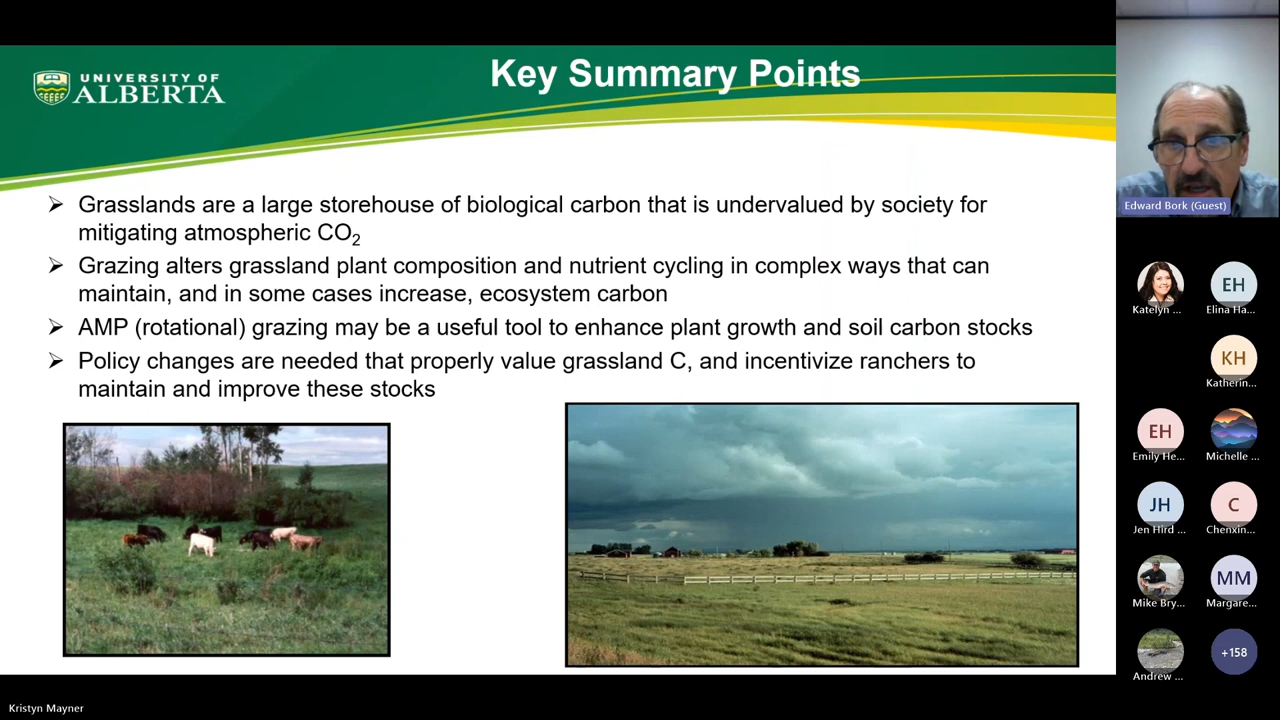 UNIVERSITY OF
ALBERTA
Key Summary Points
Grasslands are a large storehouse of biological carbon that is undervalued by society for
mitigating atmospheric CO2
Grazing alters grassland plant composition and nutrient cycling in complex ways that can
maintain, and in some cases increase, ecosystem carbon
AMP (rotational) grazing may be a useful tool to enhance plant growth and soil carbon stocks
Policy changes are needed that properly value grassland C, and incentivize ranchers to
maintain and improve these stocks
Edward Bork (Guest)
Katelyn ...
EH
Elina Ha...
KH
Katherin...
EH
Emily He...
Michelle ...
JH
Jen Hird ...
C
Chenxin...
Mike Bry...
MM
Margare...
Andrew ...
+158
Kristyn Mayner